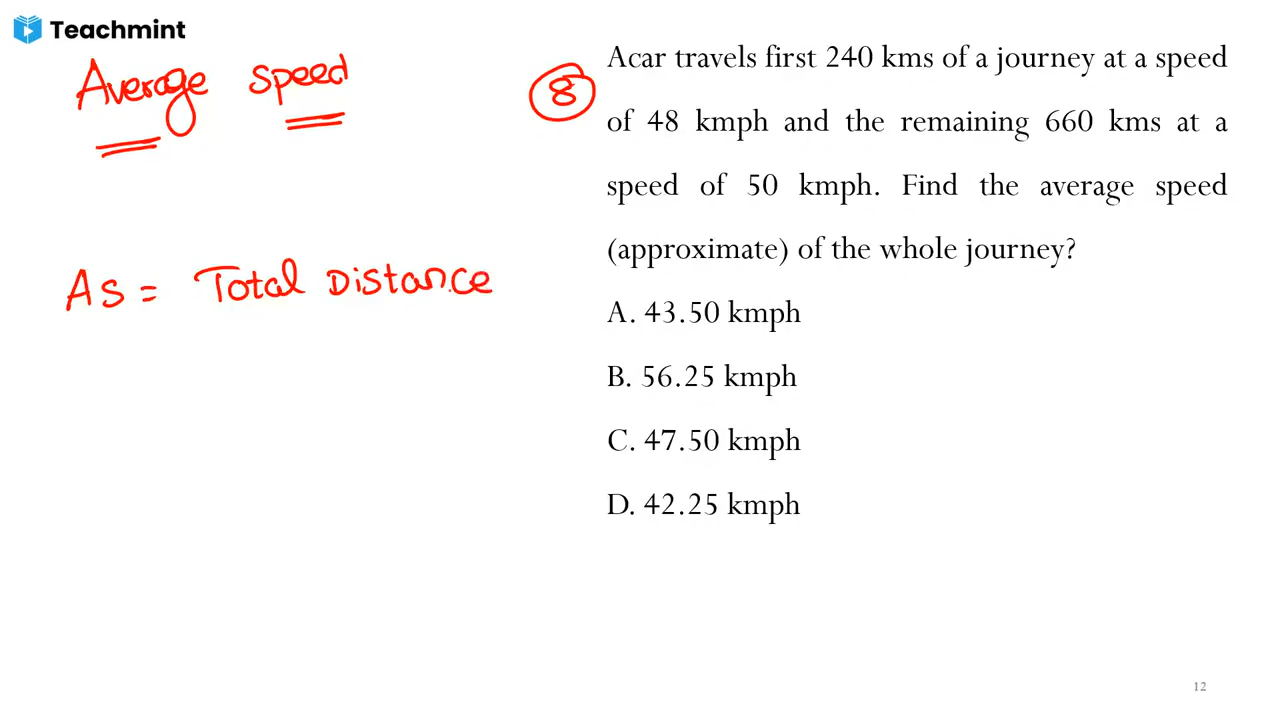 Teachmint
Average speed
8
Acar travels first 240 kms of a journey at a speed
of 48 kmph and the remaining 660 kms at a
speed of 50 kmph. Find the average speed
(approximate) of the whole journey?
As = Total Distance
A. 43.50 kmph
B. 56.25 kmph
C. 47.50 kmph
D. 42.25 kmph
12